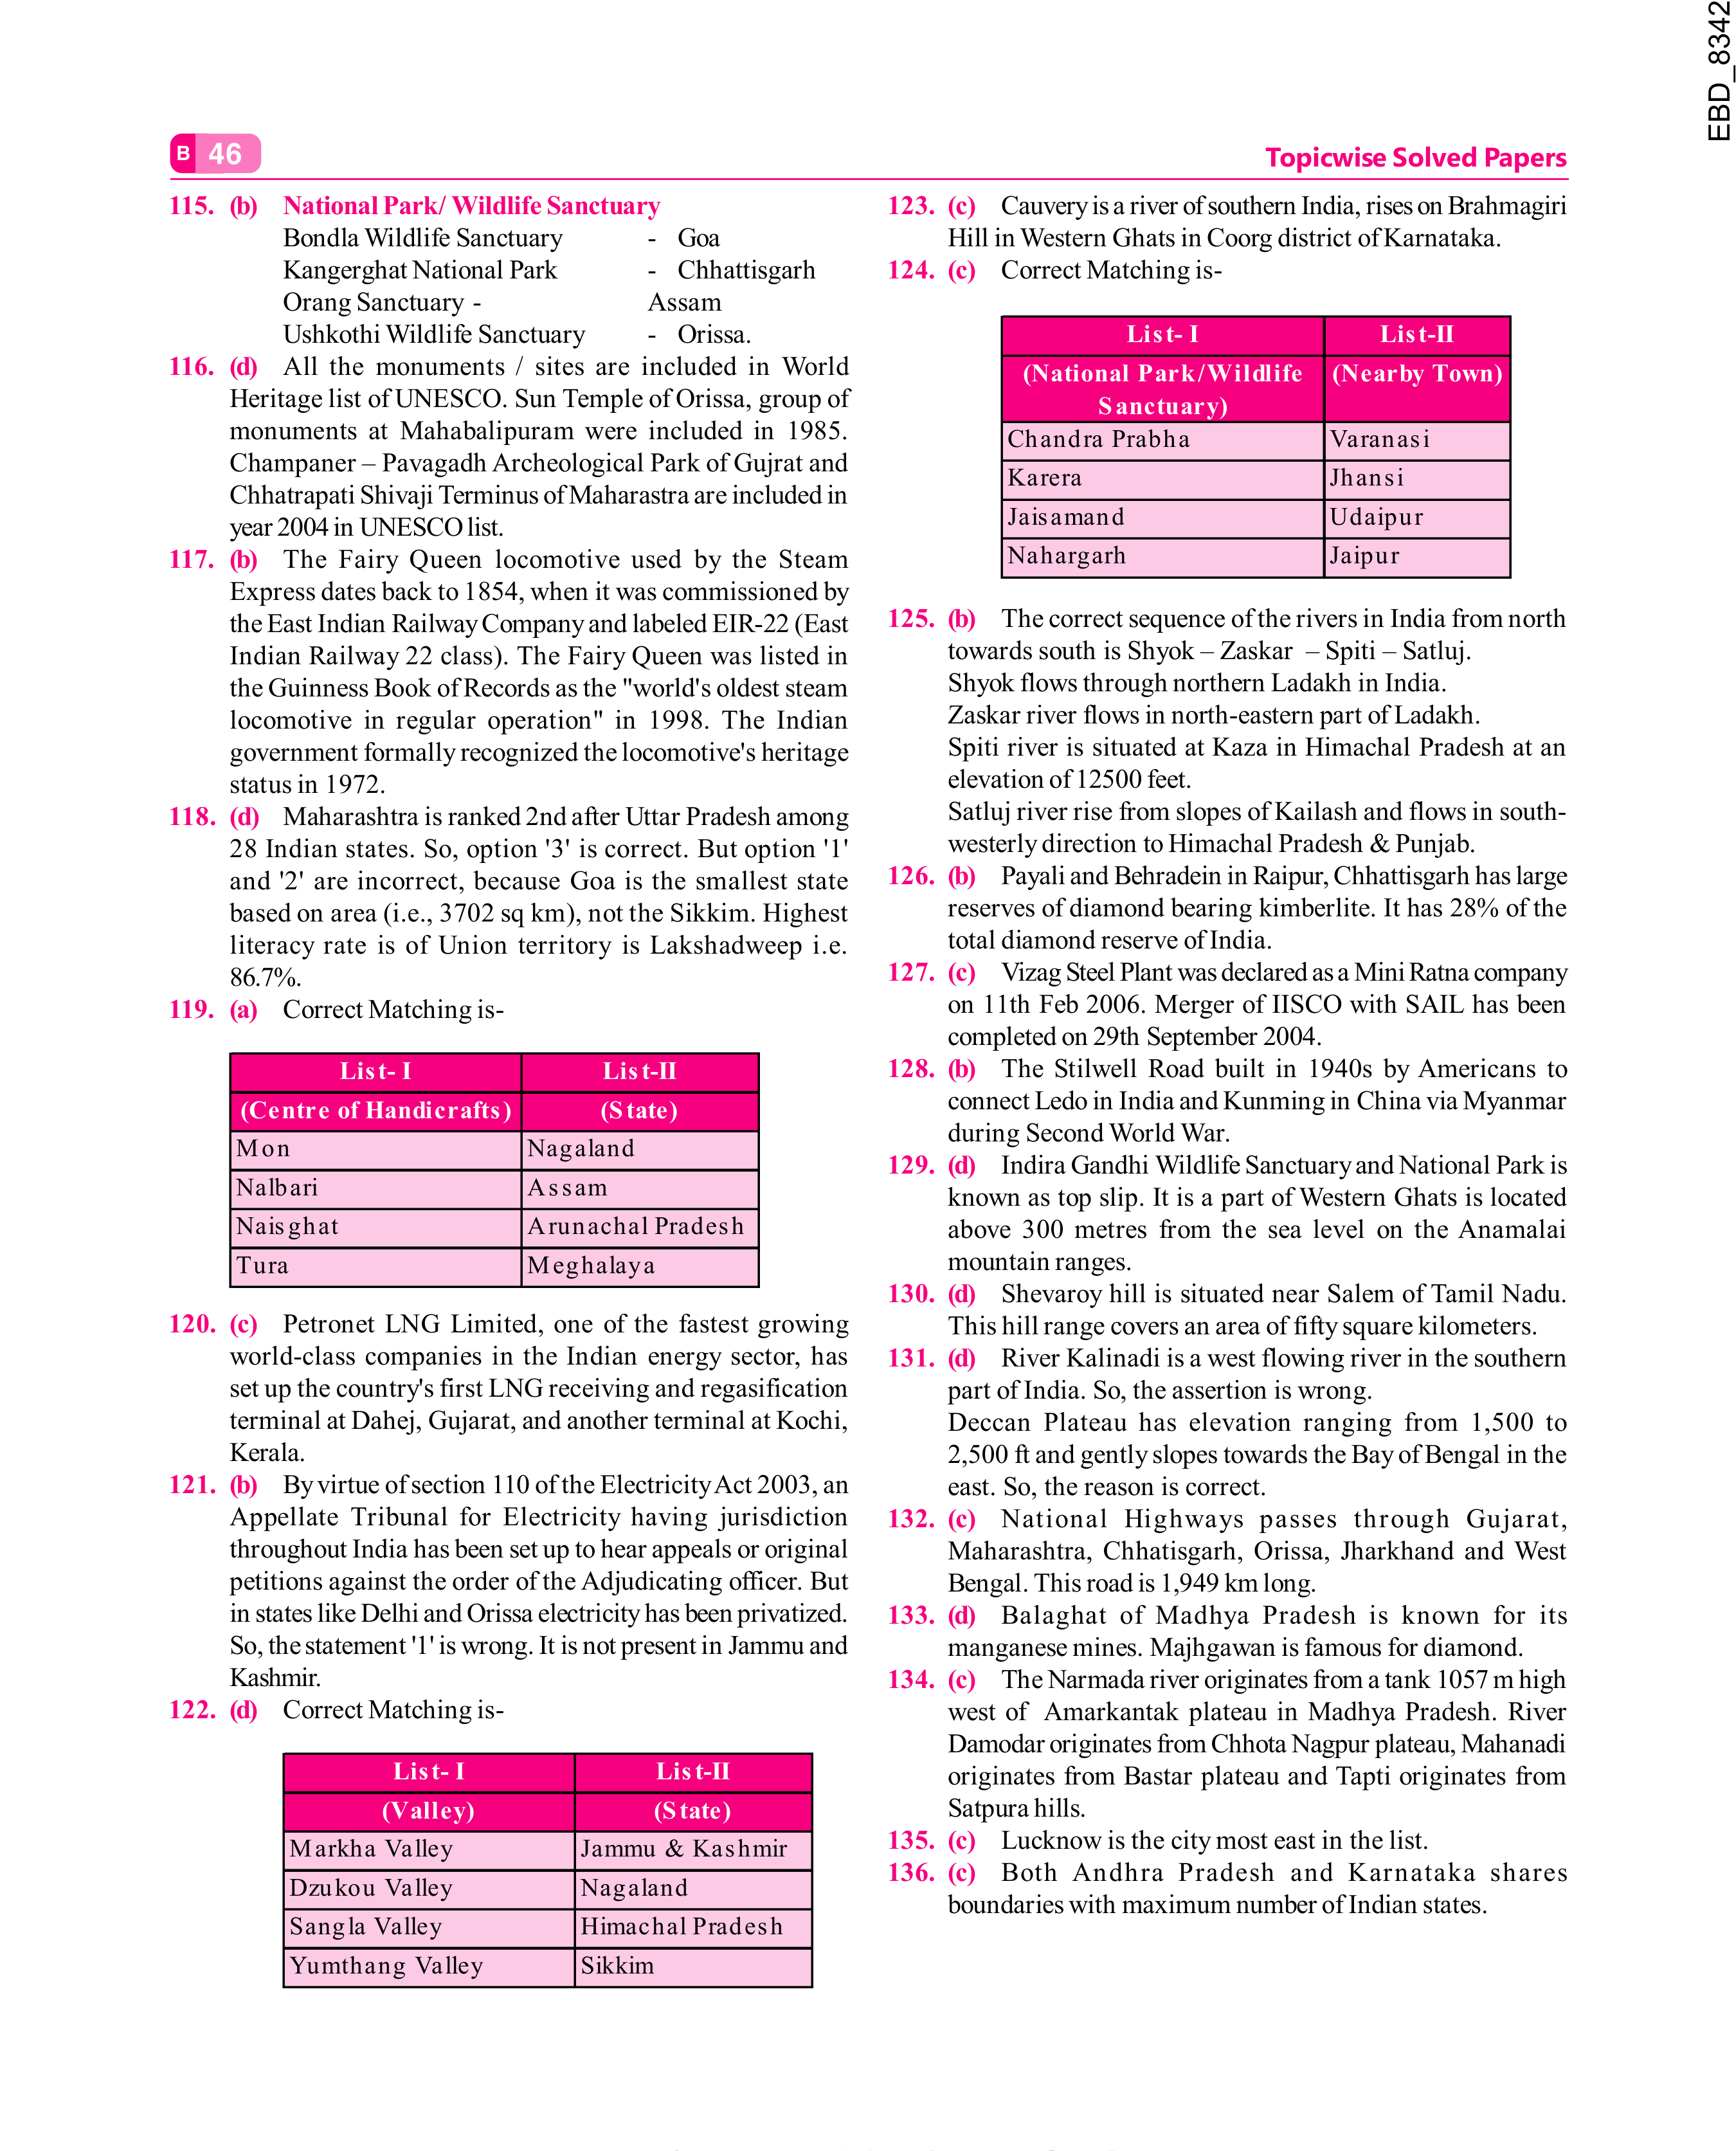 EBD_8342
B 46
Topicwise Solved Papers
115. (b) National Park/ Wildlife Sanctuary
Bondla Wildlife Sanctuary - Goa
Kangerghat National Park - Chhattisgarh
Orang Sanctuary - Assam
Ushkothi Wildlife Sanctuary - Orissa.
116. (d) All the monuments / sites are included in World
Heritage list of UNESCO. Sun Temple of Orissa, group of
monuments at Mahabalipuram were included in 1985.
Champaner – Pavagadh Archeological Park of Gujrat and
Chhatrapati Shivaji Terminus of Maharastra are included in
year 2004 in UNESCO list.
117. (b) The Fairy Queen locomotive used by the Steam
Express dates back to 1854, when it was commissioned by
the East Indian Railway Company and labeled EIR-22 (East
Indian Railway 22 class). The Fairy Queen was listed in
the Guinness Book of Records as the "world's oldest steam
locomotive in regular operation" in 1998. The Indian
government formally recognized the locomotive's heritage
status in 1972.
118. (d) Maharashtra is ranked 2nd after Uttar Pradesh among
28 Indian states. So, option '3' is correct. But option '1'
and '2' are incorrect, because Goa is the smallest state
based on area (i.e., 3702 sq km), not the Sikkim. Highest
literacy rate is of Union territory is Lakshadweep i.e.
86.7%.
119. (a) Correct Matching is-
List- I List-II
(Centre of Handicrafts) (State)
Mon Nagaland
Nalbari Assam
Naisghat Arunachal Pradesh
Tura Meghalaya
120. (c) Petronet LNG Limited, one of the fastest growing
world-class companies in the Indian energy sector, has
set up the country's first LNG receiving and regasification
terminal at Dahej, Gujarat, and another terminal at Kochi,
Kerala.
121. (b) By virtue of section 110 of the Electricity Act 2003, an
Appellate Tribunal for Electricity having jurisdiction
throughout India has been set up to hear appeals or original
petitions against the order of the Adjudicating officer. But
in states like Delhi and Orissa electricity has been privatized.
So, the statement '1' is wrong. It is not present in Jammu and
Kashmir.
122. (d) Correct Matching is-
List- I List-II
(Valley) (State)
Markha Valley Jammu & Kashmir
Dzukou Valley Nagaland
Sangla Valley Himachal Pradesh
Yumthang Valley Sikkim
123. (c) Cauvery is a river of southern India, rises on Brahmagiri
Hill in Western Ghats in Coorg district of Karnataka.
124. (c) Correct Matching is-
List- I List-II
(National Park/Wildlife (Nearby Town)
Sanctuary)
Chandra Prabha Varanasi
Karera Jhansi
Jaisamand Udaipur
Nahargarh Jaipur
125. (b) The correct sequence of the rivers in India from north
towards south is Shyok – Zaskar – Spiti – Satluj.
Shyok flows through northern Ladakh in India.
Zaskar river flows in north-eastern part of Ladakh.
Spiti river is situated at Kaza in Himachal Pradesh at an
elevation of 12500 feet.
Satluj river rise from slopes of Kailash and flows in south-
westerly direction to Himachal Pradesh & Punjab.
126. (b) Payali and Behradein in Raipur, Chhattisgarh has large
reserves of diamond bearing kimberlite. It has 28% of the
total diamond reserve of India.
127. (c) Vizag Steel Plant was declared as a Mini Ratna company
on 11th Feb 2006. Merger of IISCO with SAIL has been
completed on 29th September 2004.
128. (b) The Stilwell Road built in 1940s by Americans to
connect Ledo in India and Kunming in China via Myanmar
during Second World War.
129. (d) Indira Gandhi Wildlife Sanctuary and National Park is
known as top slip. It is a part of Western Ghats is located
above 300 metres from the sea level on the Anamalai
mountain ranges.
130. (d) Shevaroy hill is situated near Salem of Tamil Nadu.
This hill range covers an area of fifty square kilometers.
131. (d) River Kalinadi is a west flowing river in the southern
part of India. So, the assertion is wrong.
Deccan Plateau has elevation ranging from 1,500 to
2,500 ft and gently slopes towards the Bay of Bengal in the
east. So, the reason is correct.
132. (c) National Highways passes through Gujarat,
Maharashtra, Chhatisgarh, Orissa, Jharkhand and West
Bengal. This road is 1,949 km long.
133. (d) Balaghat of Madhya Pradesh is known for its
manganese mines. Majhgawan is famous for diamond.
134. (c) The Narmada river originates from a tank 1057 m high
west of Amarkantak plateau in Madhya Pradesh. River
Damodar originates from Chhota Nagpur plateau, Mahanadi
originates from Bastar plateau and Tapti originates from
Satpura hills.
135. (c) Lucknow is the city most east in the list.
136. (c) Both Andhra Pradesh and Karnataka shares
boundaries with maximum number of Indian states.